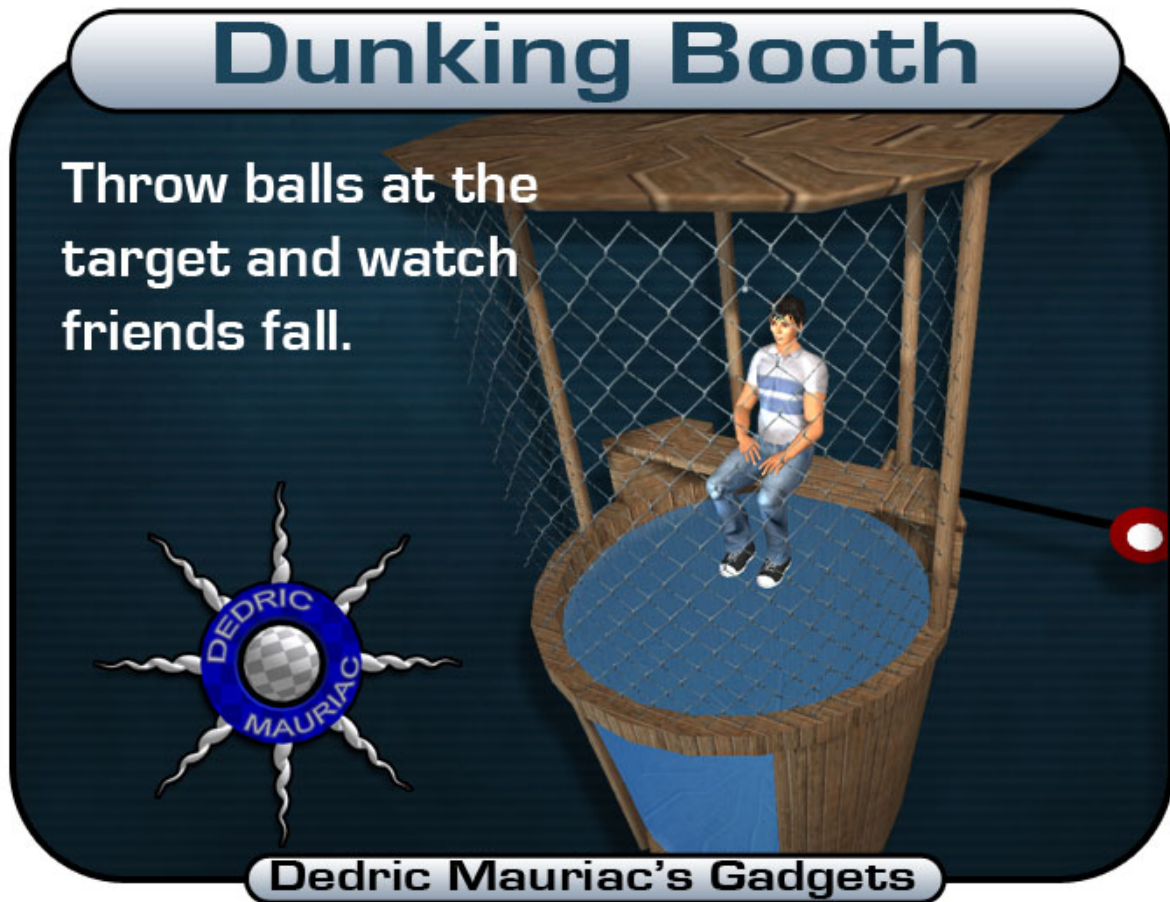 Dunking Booth
Throw balls at the
target and watch
friends fall.
DEDRIC
MAURIAC
Dedric Mauriac's Gadgets